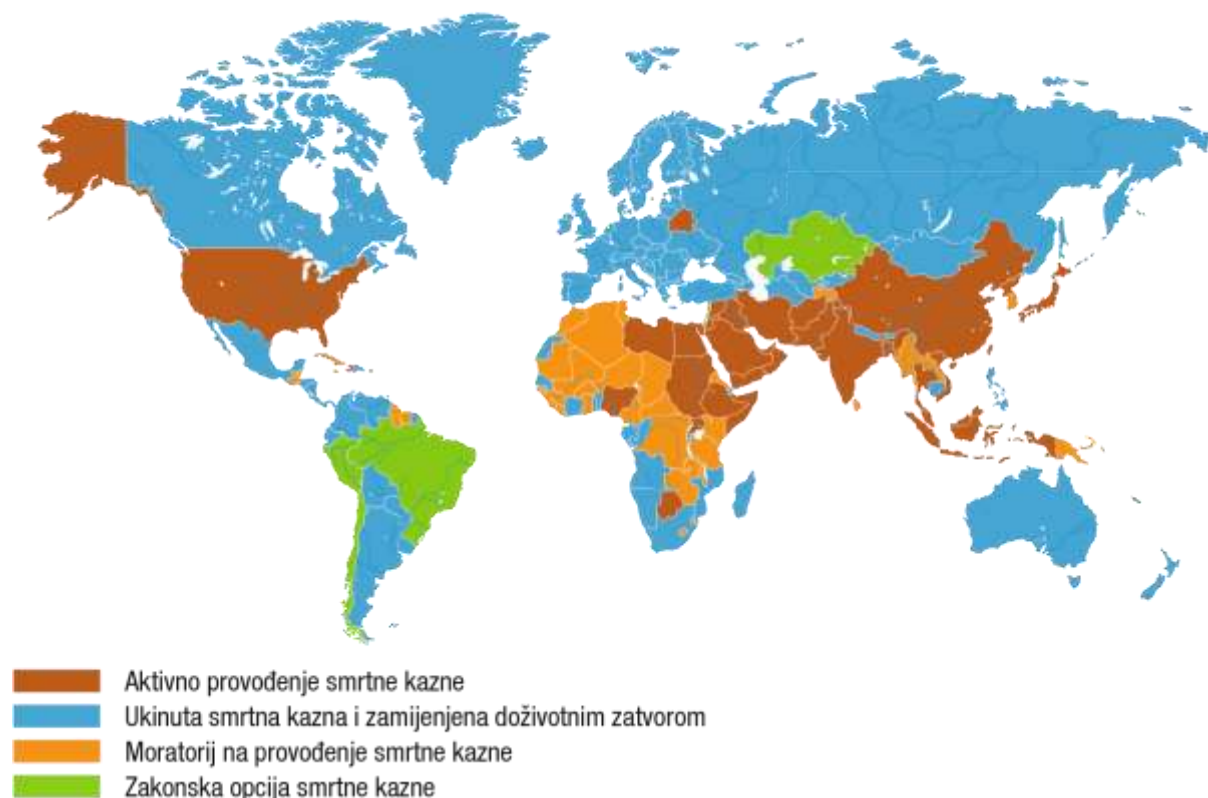 Aktivno provođenje smrtne kazne
Ukinuta smrtna kazna i zamijenjena doživotnim zatvorom
Moratorij na provođenje smrtne kazne
Zakonska opcija smrtne kazne